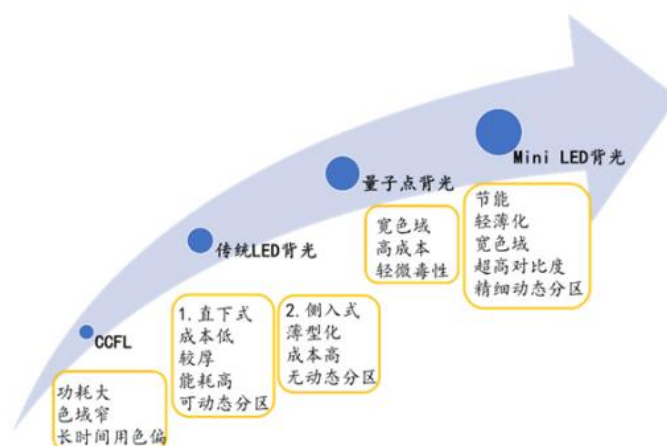 CCFL
功耗大
色域窄
长时间用色偏
传统LED背光
1.直下式
成本低
较厚
能耗高
可动态分区
2.侧入式
薄型化
成本高
无动态分区
量子点背光
宽色域
高成本
轻微毒性
Mini LED背光
节能
轻薄化
宽色域
超高对比度
精细动态分区